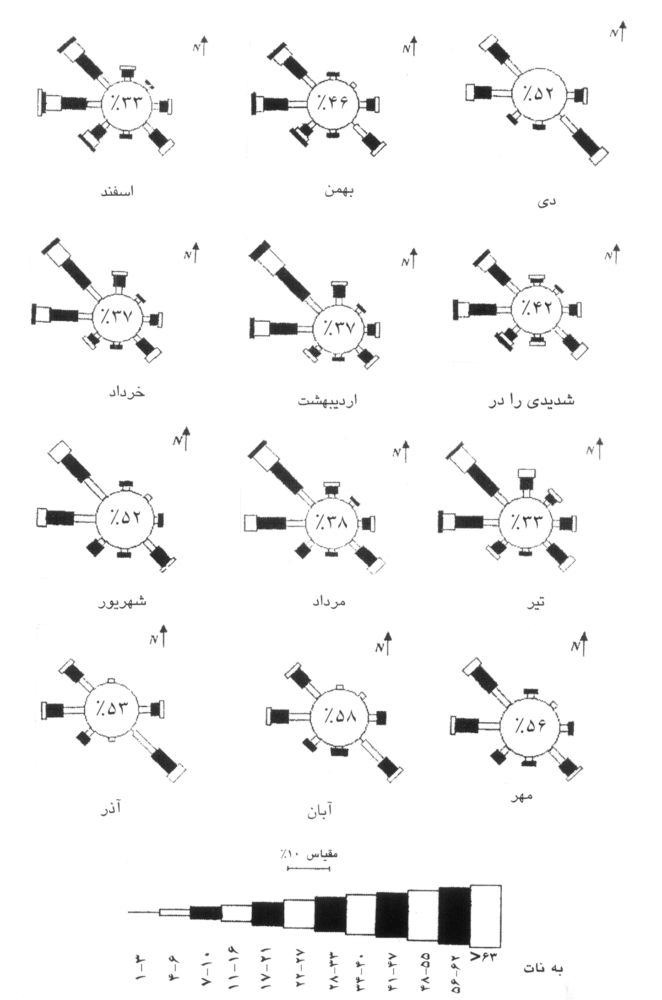 N N N
٪۵۲ ٪۴۶ ٪۳۳
دی بهمن اسفند
N N N
٪۴۲ ٪۳۷ ٪۳۷
شدیدی را در اردیبهشت خرداد
N N N
٪۳۳ ٪۳۸ ٪۵۲
تیر مرداد شهریور
N N N
٪۵۶ ٪۵۸ ٪۵۳
مهر آبان آذر
مقیاس ۱۰٪
۱-۳ ۴-۶ ۷-۱۰ ۱۱-۱۶ ۱۷-۲۱ ۲۲-۲۷ ۲۸-۳۳ ۳۴-۴۰ ۴۱-۴۷ ۴۸-۵۵ ۵۶-۶۲ >۶۳
به نات